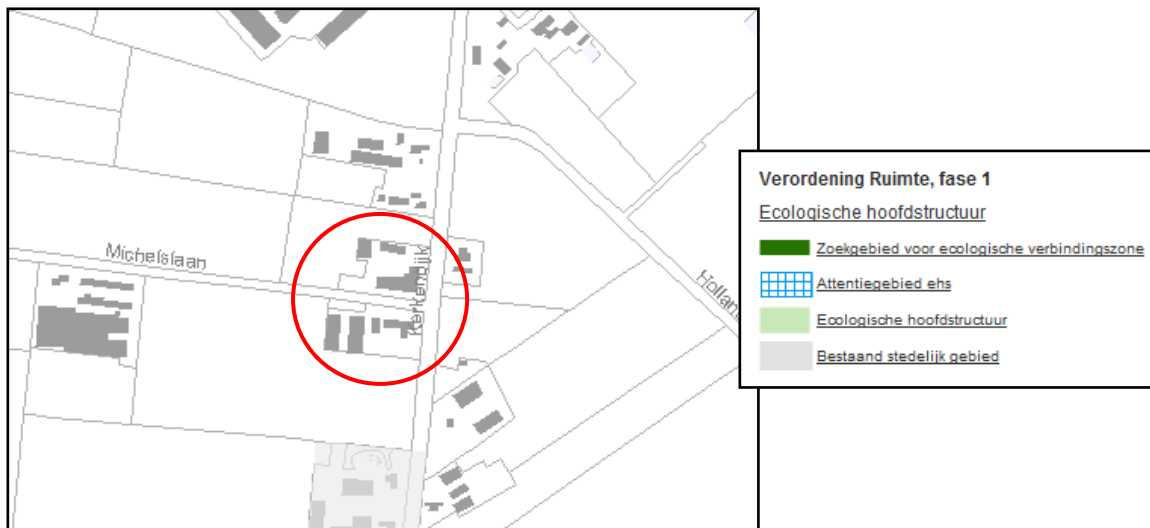 Michelslaan
Kerkendijk
Hollan
Verordening Ruimte, fase 1
Ecologische hoofdstructuur
Zoekgebied voor ecologische verbindingszone
Attentiegebied ehs
Ecologische hoofdstructuur
Bestaand stedelijk gebied